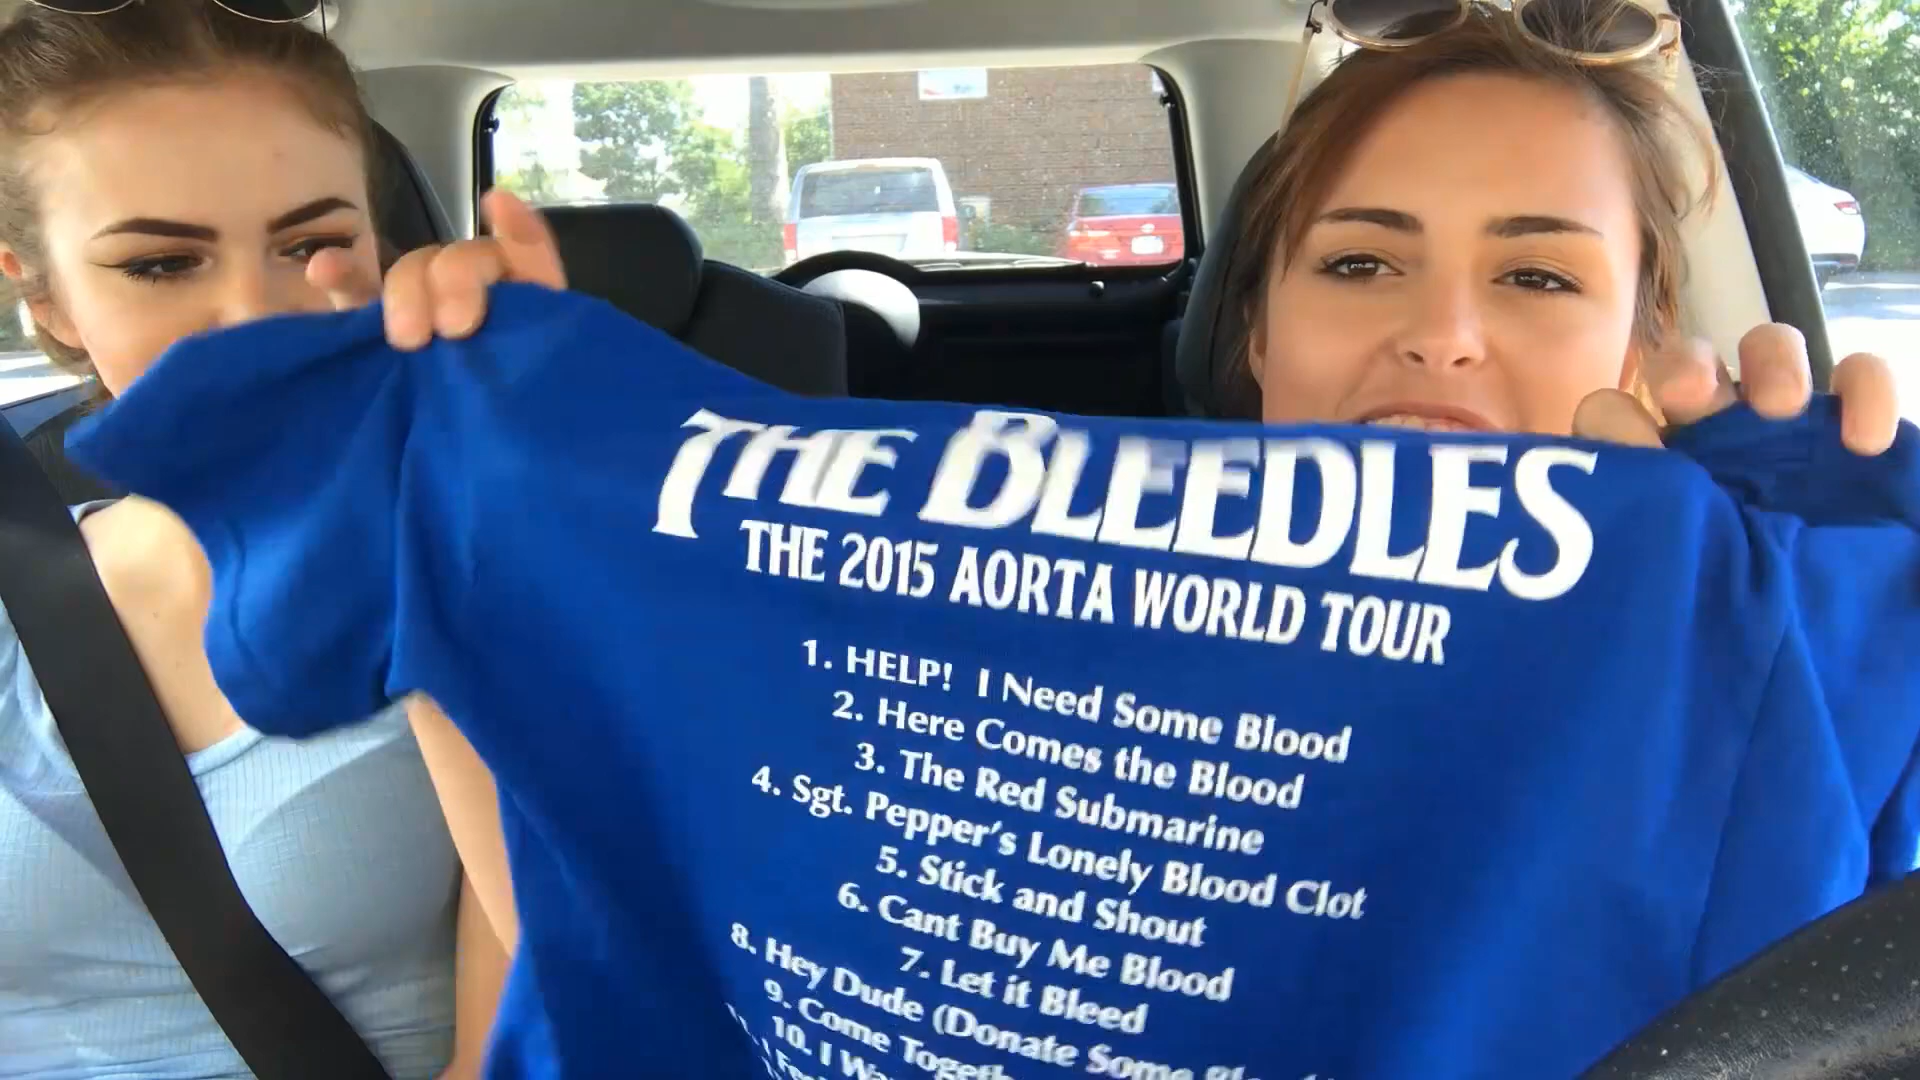 THE BLEEDLES
THE 2015 AORTA WORLD TOUR
1. HELP! I Need Some Blood
2. Here Comes the Blood
3. The Red Submarine
4. Sgt. Pepper's Lonely Blood Clot
5. Stick and Shout
6. Cant Buy Me Blood
7. Let it Bleed
8. Hey Dude (Donate Some
9. Come
10. I